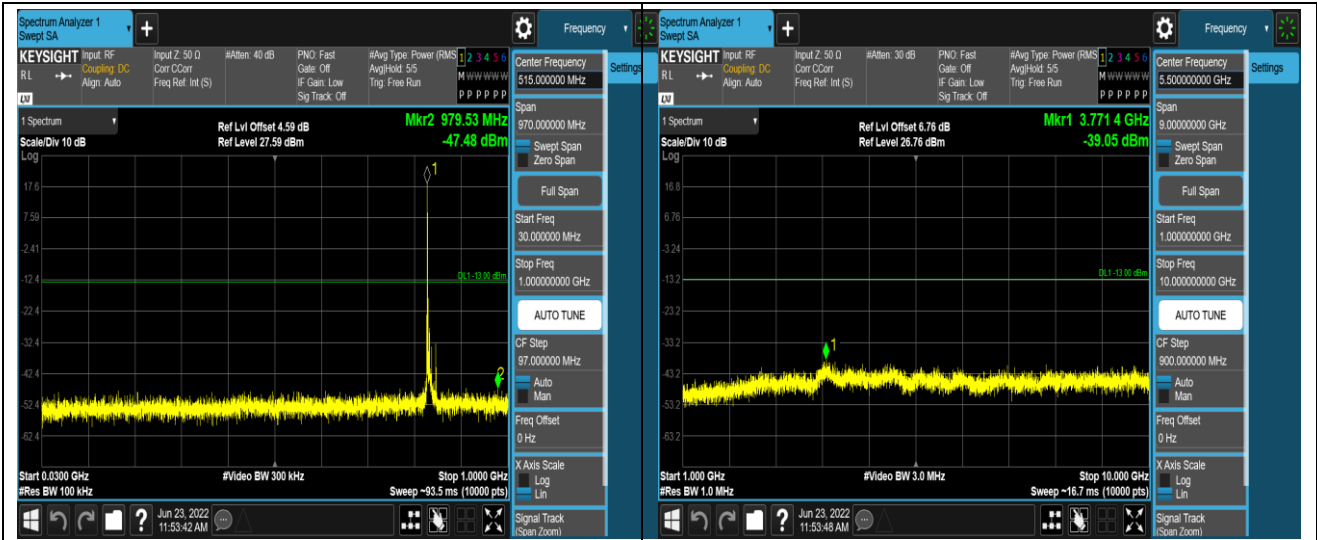 Spectrum Analyzer 1
Swept SA
+
Frequency
KEYSIGHT
RL
LXI
Input: RF
Coupling: DC
Align: Auto
Input Z: 50 Ω
Corr CCorr
Freq Ref: Int (S)
#Atten: 40 dB
PNO: Fast
Gate: Off
IF Gain: Low
Sig Track: Off
#Avg Type: Power (RMS
Avg|Hold: 5/5
Trig: Free Run
1 2 3 4 5 6
M W W W W W
P P P P P P
1 Spectrum
Scale/Div 10 dB
Log
Ref Lvl Offset 4.59 dB
Ref Level 27.59 dBm
Mkr2 979.53 MHz
-47.48 dBm
17.6
7.59
-2.41
-12.4
-22.4
-32.4
-42.4
-52.4
-62.4
1
DL1 -13.00 dBm
2
Start 0.0300 GHz
#Res BW 100 kHz
#Video BW 300 kHz
Stop 1.0000 GHz
Sweep ~93.5 ms (10000 pts)
?
Jun 23, 2022
11:53:42 AM
Center Frequency
515.000000 MHz
Settings
Span
970.000000 MHz
Swept Span
Zero Span
Full Span
Start Freq
30.000000 MHz
Stop Freq
1.000000000 GHz
AUTO TUNE
CF Step
97.000000 MHz
Auto
Man
Freq Offset
0 Hz
X Axis Scale
Log
Lin
Signal Track
(Span Zoom)
Spectrum Analyzer 1
Swept SA
+
Frequency
KEYSIGHT
RL
LXI
Input: RF
Coupling: DC
Align: Auto
Input Z: 50 Ω
Corr CCorr
Freq Ref: Int (S)
#Atten: 30 dB
PNO: Fast
Gate: Off
IF Gain: Low
Sig Track: Off
#Avg Type: Power (RMS
Avg|Hold: 5/5
Trig: Free Run
1 2 3 4 5 6
M W W W W W
P P P P P P
1 Spectrum
Scale/Div 10 dB
Log
Ref Lvl Offset 6.76 dB
Ref Level 26.76 dBm
Mkr1 3.771 4 GHz
-39.05 dBm
16.8
6.76
-3.24
-13.2
-23.2
-33.2
-43.2
-53.2
-63.2
DL1 -13.00 dBm
1
Start 1.000 GHz
#Res BW 1.0 MHz
#Video BW 3.0 MHz
Stop 10.000 GHz
Sweep ~16.7 ms (10000 pts)
?
Jun 23, 2022
11:53:48 AM
Center Frequency
5.500000000 GHz
Settings
Span
9.00000000 GHz
Swept Span
Zero Span
Full Span
Start Freq
1.000000000 GHz
Stop Freq
10.000000000 GHz
AUTO TUNE
CF Step
900.000000 MHz
Auto
Man
Freq Offset
0 Hz
X Axis Scale
Log
Lin
Signal Track
(Span Zoom)